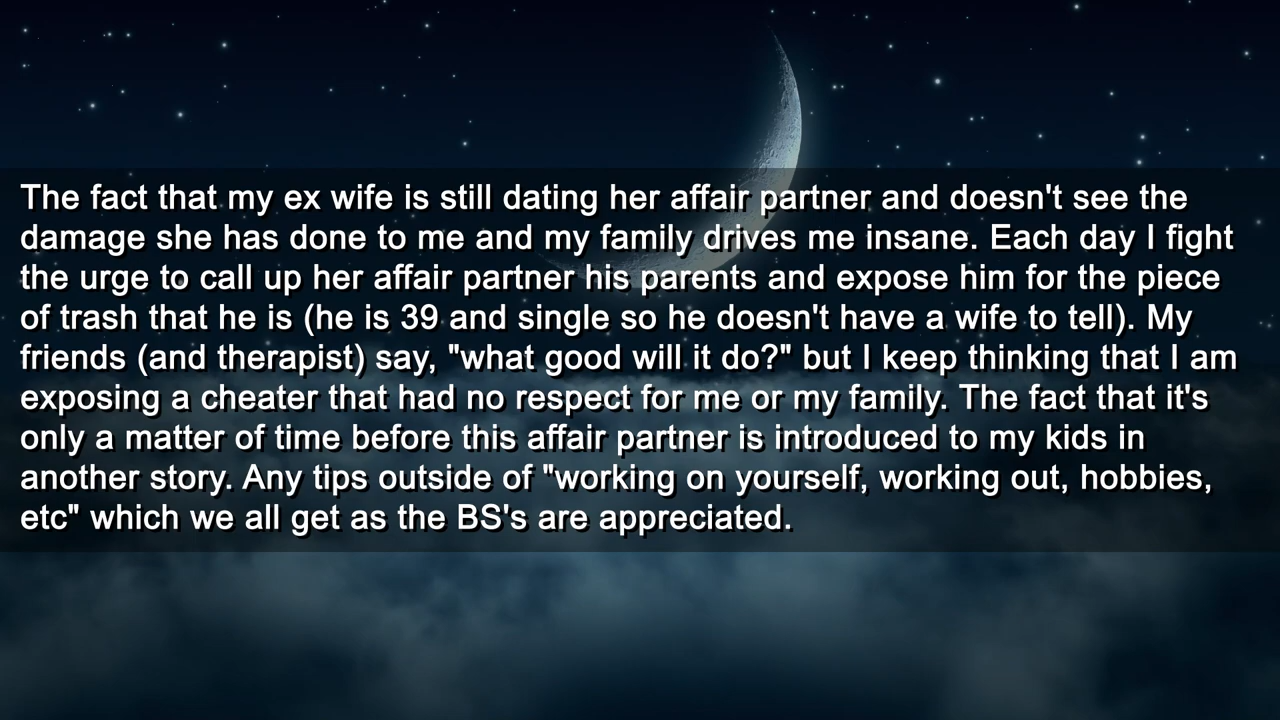 The fact that my ex wife is still dating her affair partner and doesn't see the
damage she has done to me and my family drives me insane. Each day I fight
the urge to call up her affair partner his parents and expose him for the piece
of trash that he is (he is 39 and single so he doesn't have a wife to tell). My
friends (and therapist) say, "what good will it do?" but I keep thinking that I am
exposing a cheater that had no respect for me or my family. The fact that it's
only a matter of time before this affair partner is introduced to my kids in
another story. Any tips outside of "working on yourself, working out, hobbies,
etc" which we all get as the BS's are appreciated.